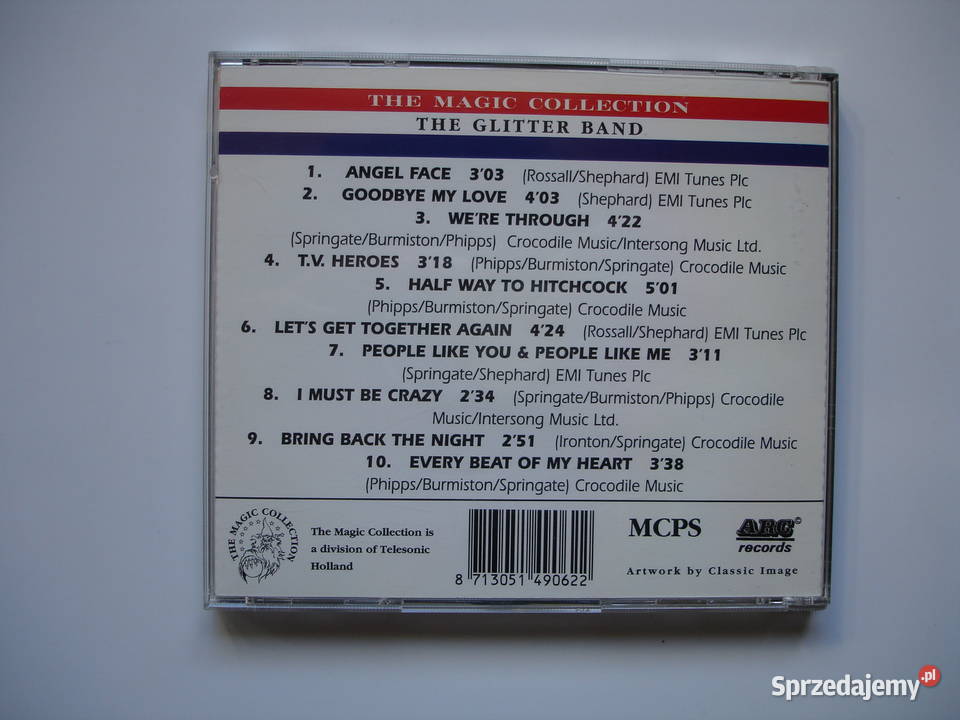 THE MAGIC COLLECTION
THE GLITTER BAND
1. ANGEL FACE 3'03 (Rossall/Shephard) EMI Tunes Plc
2. GOODBYE MY LOVE 4'03 (Shephard) EMI Tunes Plc
3. WE'RE THROUGH 4'22
(Springate/Burmiston/Phipps) Crocodile Music/Intersong Music Ltd.
4. T.V. HEROES 3'18 (Phipps/Burmiston/Springate) Crocodile Music
5. HALF WAY TO HITCHCOCK 5'01
(Phipps/Burmiston/Springate) Crocodile Music
6. LET'S GET TOGETHER AGAIN 4'24 (Rossall/Shephard) EMI Tunes Plc
7. PEOPLE LIKE YOU & PEOPLE LIKE ME 3'11
(Springate/Shephard) EMI Tunes Plc
8. I MUST BE CRAZY 2'34 (Springate/Burmiston/Phipps) Crocodile
Music/Intersong Music Ltd.
9. BRING BACK THE NIGHT 2'51 (Ironton/Springate) Crocodile Music
10. EVERY BEAT OF MY HEART 3'38
(Phipps/Burmiston/Springate) Crocodile Music
THE MAGIC COLLECTION
The Magic Collection is
a division of Telesonic
Holland
8 713051 490622
MCPS
ARC©
records
Artwork by Classic Image
Sprzedajemy.pl